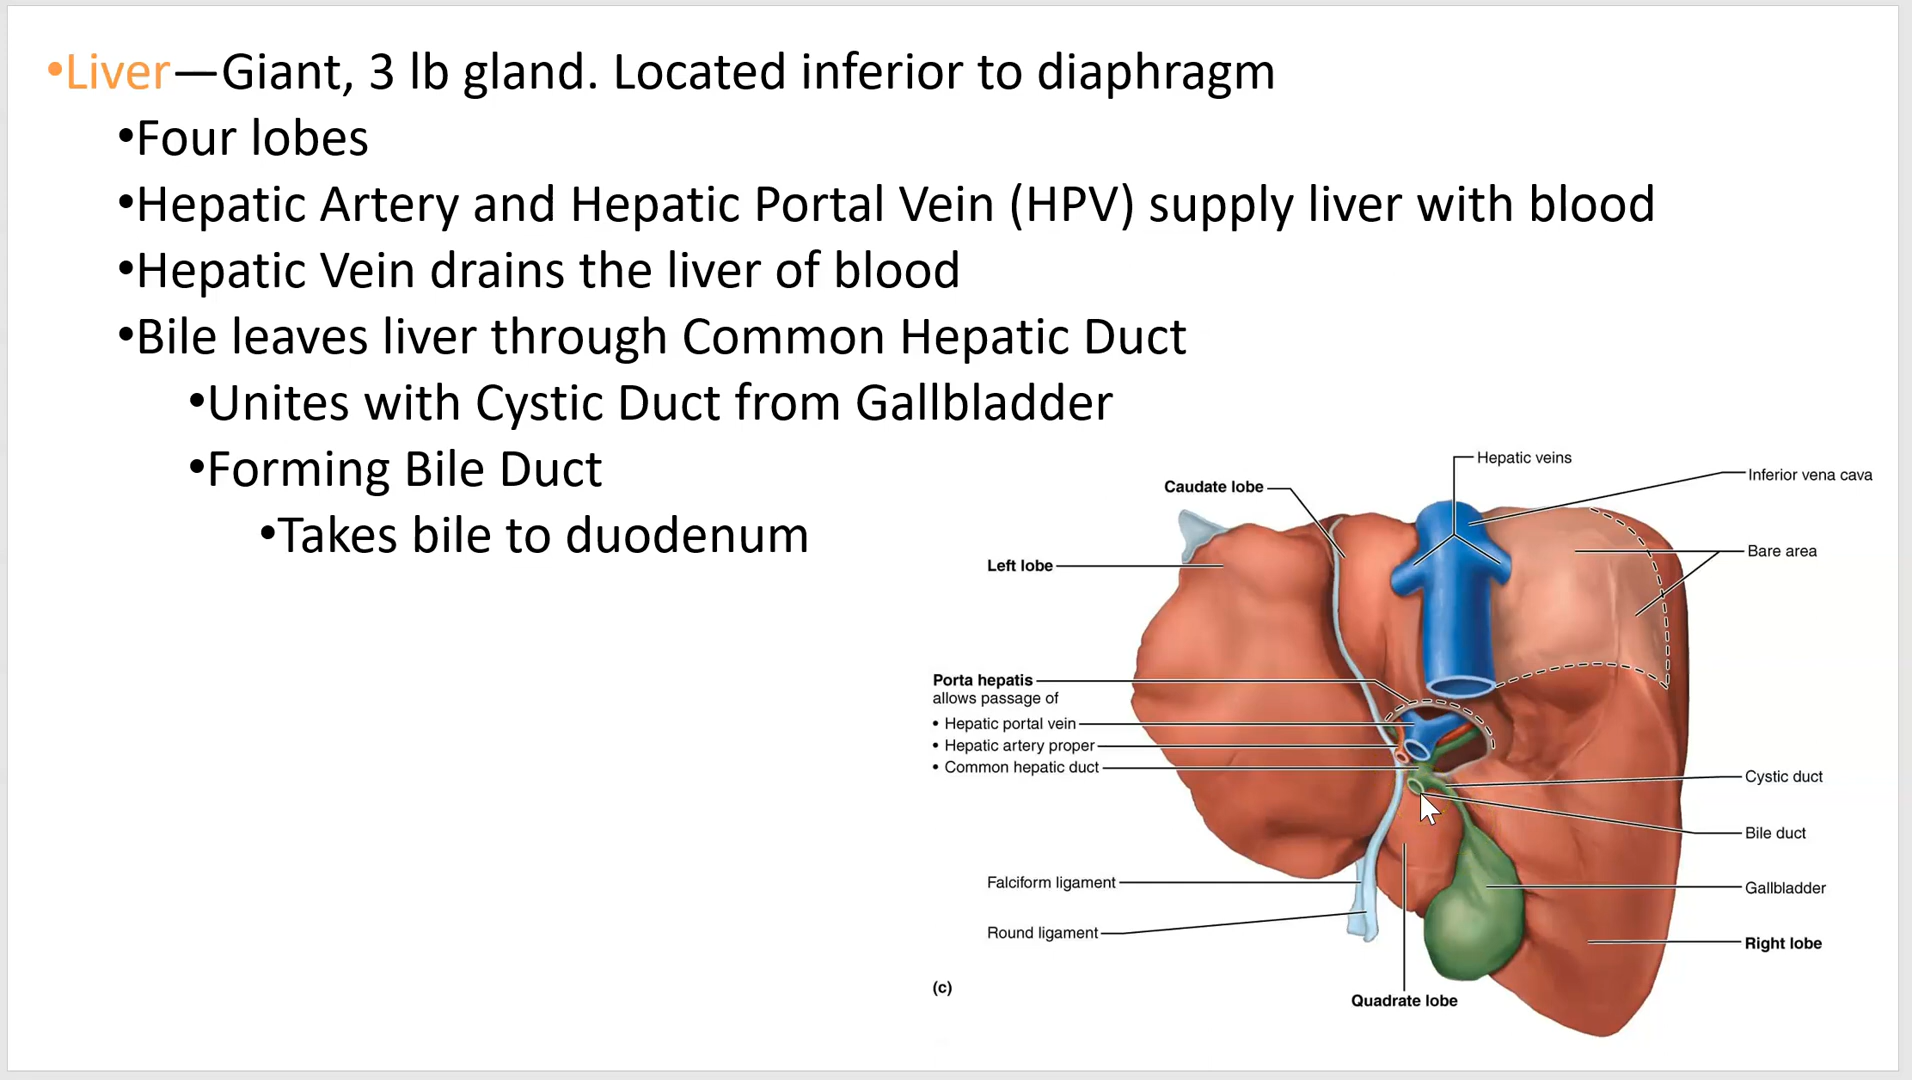 •Liver—Giant, 3 lb gland. Located inferior to diaphragm
•Four lobes
•Hepatic Artery and Hepatic Portal Vein (HPV) supply liver with blood
•Hepatic Vein drains the liver of blood
•Bile leaves liver through Common Hepatic Duct
•Unites with Cystic Duct from Gallbladder
•Forming Bile Duct
•Takes bile to duodenum
Hepatic veins
Inferior vena cava
Caudate lobe
Bare area
Left lobe
Porta hepatis
allows passage of
• Hepatic portal vein
• Hepatic artery proper
• Common hepatic duct
Cystic duct
Bile duct
Falciform ligament
Gallbladder
Round ligament
Right lobe
(c)
Quadrate lobe